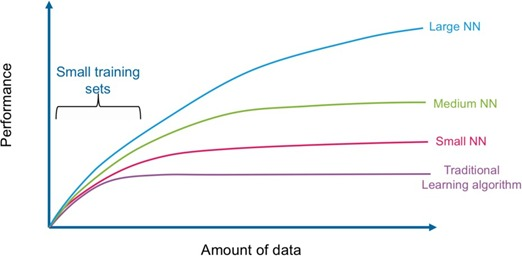 Large NN
Small training
sets
Performance
Medium NN
Small NN
Traditional
Learning algorithm
Amount of data